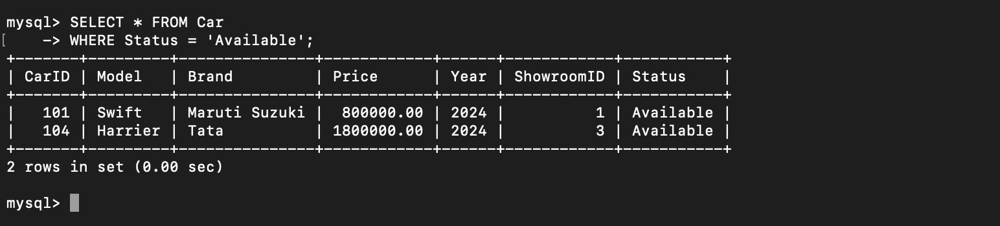 mysql> SELECT * FROM Car
[    -> WHERE Status = 'Available';
+-------+---------+---------------+------------+------+------------+-----------+
| CarID | Model   | Brand         | Price      | Year | ShowroomID | Status    |
+-------+---------+---------------+------------+------+------------+-----------+
|   101 | Swift   | Maruti Suzuki |  800000.00 | 2024 |          1 | Available |
|   104 | Harrier | Tata          | 1800000.00 | 2024 |          3 | Available |
+-------+---------+---------------+------------+------+------------+-----------+
2 rows in set (0.00 sec)
mysql>